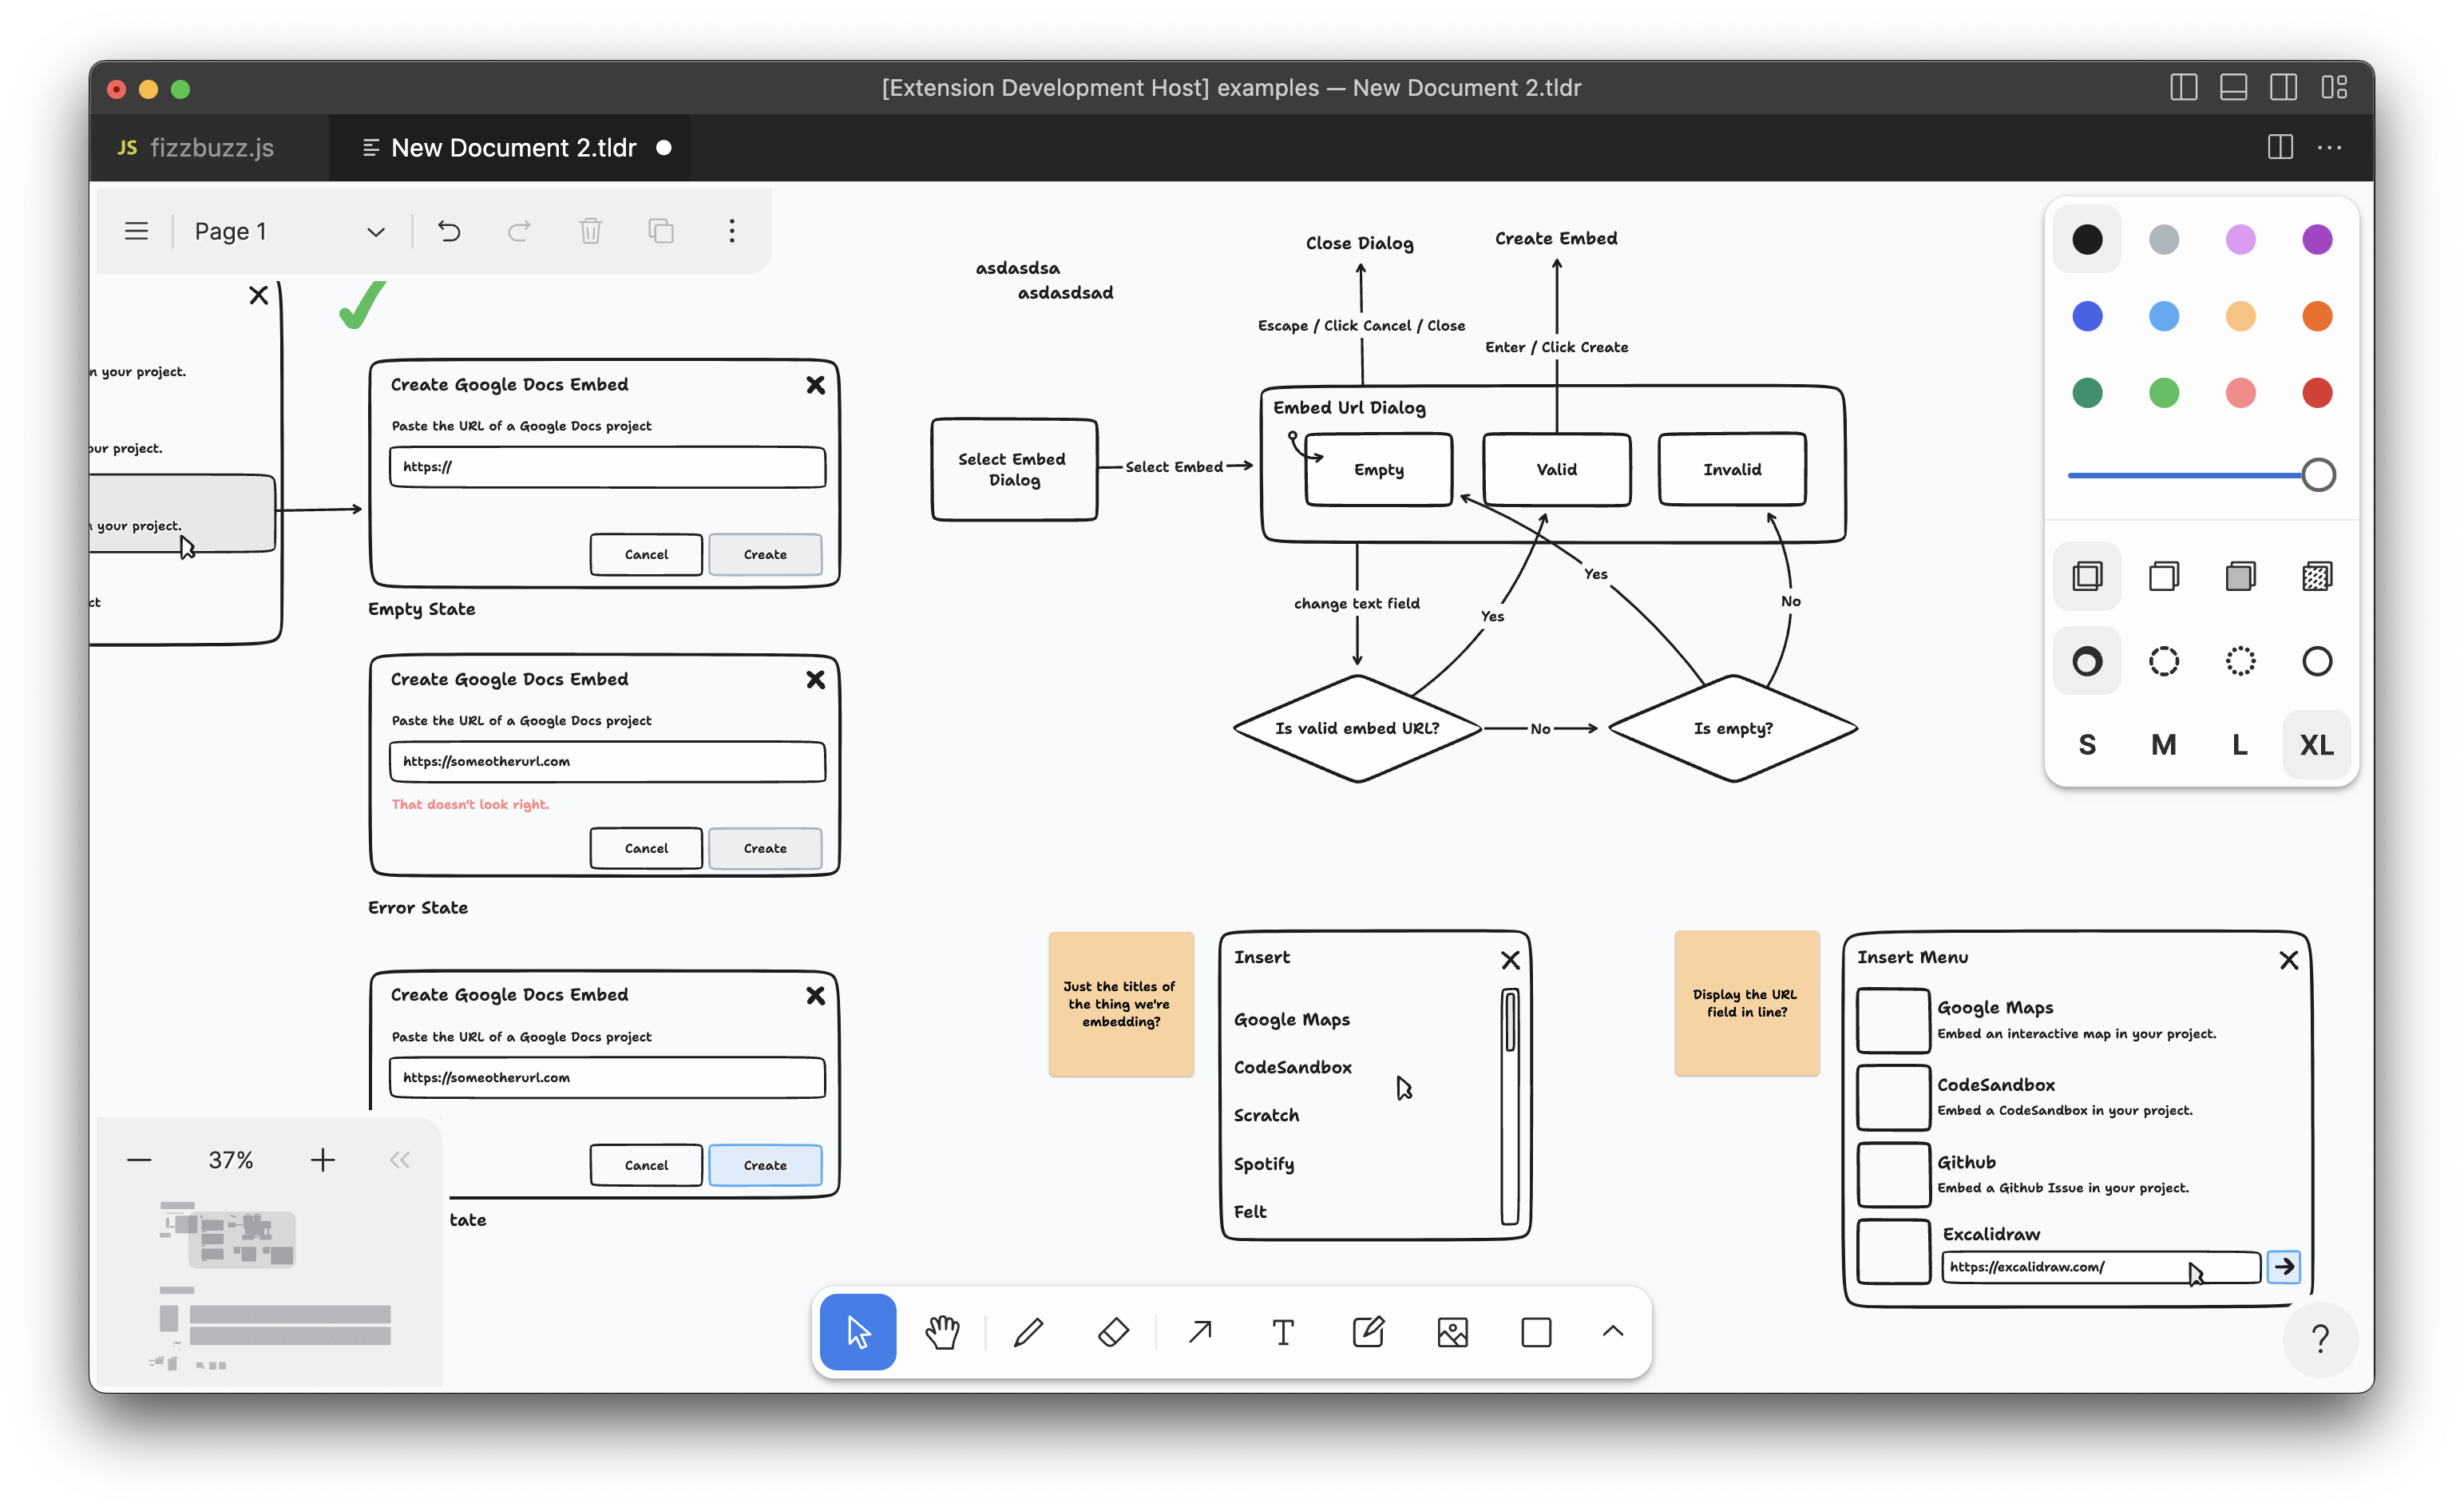 [Extension Development Host] examples — New Document 2.tldr
JS fizzbuzz.js
New Document 2.tldr
Page 1
n your project.
our project.
your project.
ct
Create Google Docs Embed
Paste the URL of a Google Docs project
https://
Cancel
Create
Empty State
Create Google Docs Embed
Paste the URL of a Google Docs project
https://someotherurl.com
That doesn't look right.
Cancel
Create
Error State
Create Google Docs Embed
Paste the URL of a Google Docs project
https://someotherurl.com
Cancel
Create
tate
37%
asdasdsa
asdasdsad
Close Dialog
Create Embed
Escape / Click Cancel / Close
Enter / Click Create
Select Embed
Dialog
Select Embed
Embed Url Dialog
Empty
Valid
Invalid
change text field
Yes
Yes
No
Is valid embed URL?
No
Is empty?
Just the titles of
the thing we're
embedding?
Insert
Google Maps
CodeSandbox
Scratch
Spotify
Felt
Display the URL
field in line?
Insert Menu
Google Maps
Embed an interactive map in your project.
CodeSandbox
Embed a CodeSandbox in your project.
Github
Embed a Github Issue in your project.
Excalidraw
https://excalidraw.com/
S
M
L
XL
T
?